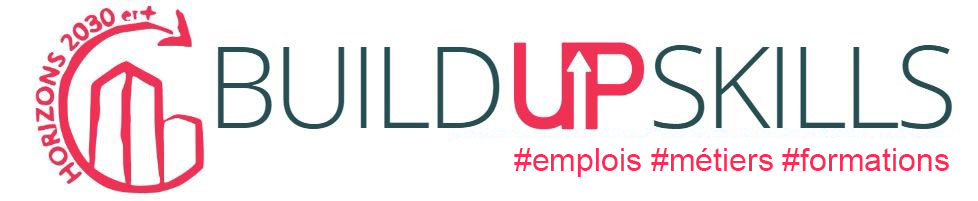 HORIZONS 2030 et+
BUILDUPSKILLS
#emplois #métiers #formations